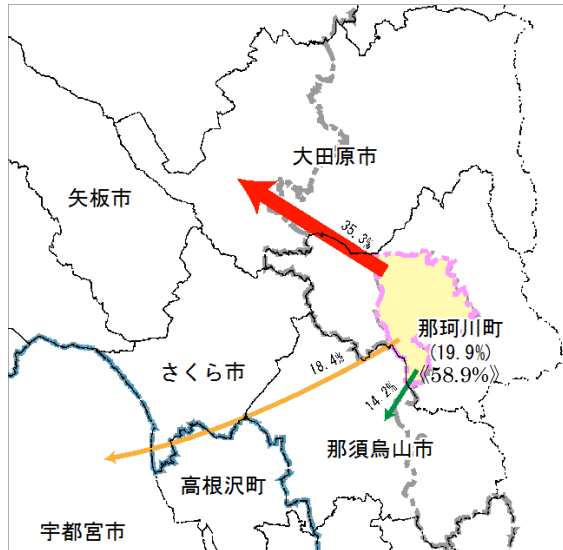 大田原市
矢板市
35.3%
那珂川町
(19.9%)
《58.9%》
18.4%
さくら市
14.2%
那須烏山市
高根沢町
宇都宮市